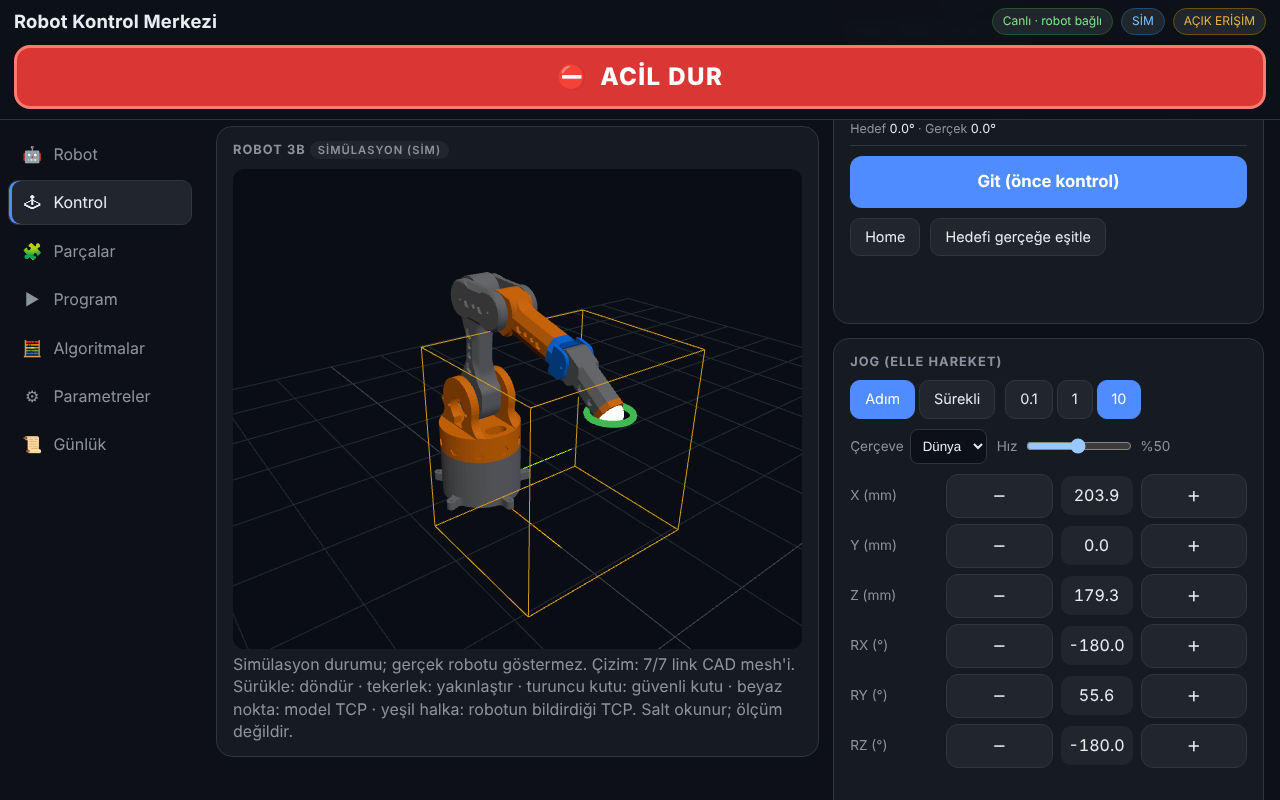 Robot Kontrol Merkezi
Canlı · robot bağlı
SİM
AÇIK ERİŞİM
ACİL DUR
Robot
Kontrol
Parçalar
Program
Algoritmalar
Parametreler
Günlük
ROBOT 3B SİMÜLASYON (SİM)
Simülasyon durumu; gerçek robotu göstermez. Çizim: 7/7 link CAD mesh'i.
Sürükle: döndür · tekerlek: yakınlaştır · turuncu kutu: güvenli kutu · beyaz
nokta: model TCP · yeşil halka: robotun bildirdiği TCP. Salt okunur; ölçüm
değildir.
Hedef 0.0° · Gerçek 0.0°
Git (önce kontrol)
Home
Hedefi gerçeğe eşitle
JOG (ELLE HAREKET)
Adım Sürekli 0.1 1 10
Çerçeve Dünya Hız %50
X (mm) − 203.9 +
Y (mm) − 0.0 +
Z (mm) − 179.3 +
RX (°) − -180.0 +
RY (°) − 55.6 +
RZ (°) − -180.0 +